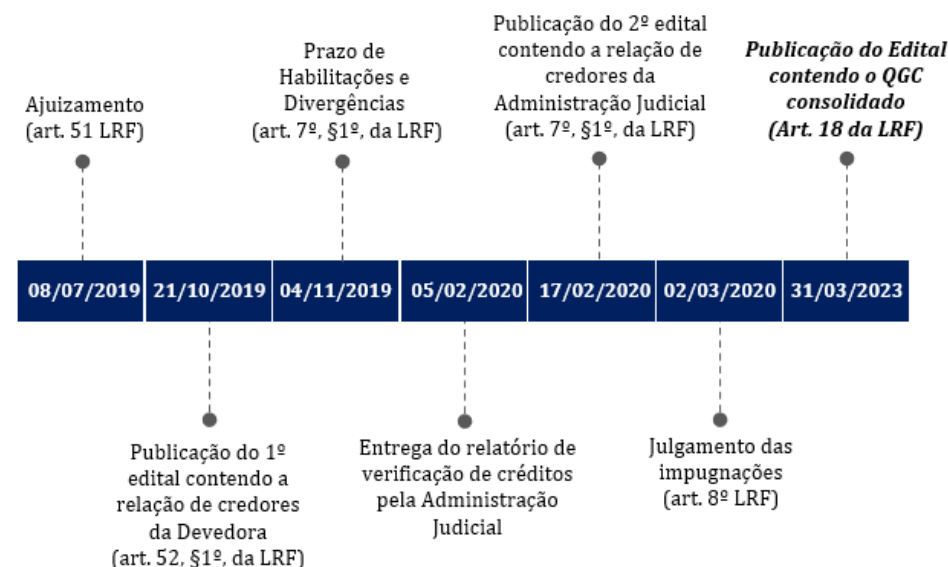 Ajuizamento
(art. 51 LRF)
Prazo de
Habilitações e
Divergências
(art. 7º, §1º, da LRF)
Publicação do 2º edital
contendo a relação de
credores da
Administração Judicial
(art. 7º, §1º, da LRF)
Publicação do Edital
contendo o QGC
consolidado
(Art. 18 da LRF)
08/07/2019 21/10/2019 04/11/2019 05/02/2020 17/02/2020 02/03/2020 31/03/2023
Publicação do 1º
edital contendo a
relação de credores
da Devedora
(art. 52, §1º, da LRF)
Entrega do relatório de
verificação de créditos
pela Administração
Judicial
Julgamento das
impugnações
(art. 8º LRF)